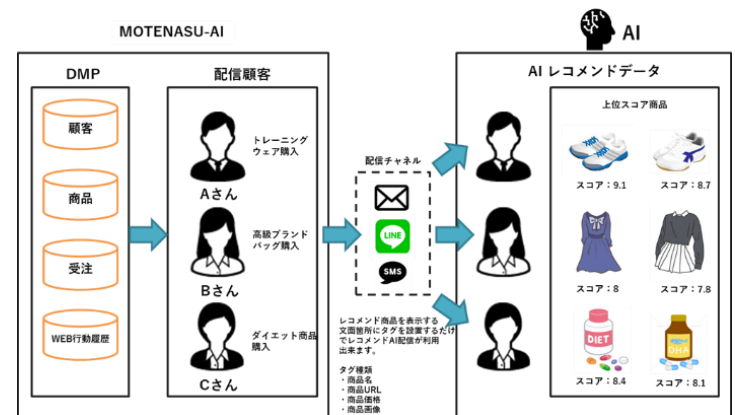 MOTENASU-AI
AI
DMP
配信顧客
AI レコメンドデータ
顧客
商品
受注
WEB行動履歴
トレーニング
ウェア購入
Aさん
高級ブランド
バッグ購入
Bさん
ダイエット商品
購入
Cさん
配信チャネル
LINE
SMS
レコメンド商品を表示する
文面箇所にタグを設置するだけ
でレコメンドAI配信が利用
出来ます。
タグ種類
・商品名
・商品URL
・商品価格
・商品画像
上位スコア商品
スコア：9.1
スコア：8.7
スコア：8
スコア：7.8
DIET
DHA
スコア：8.4
スコア：8.1